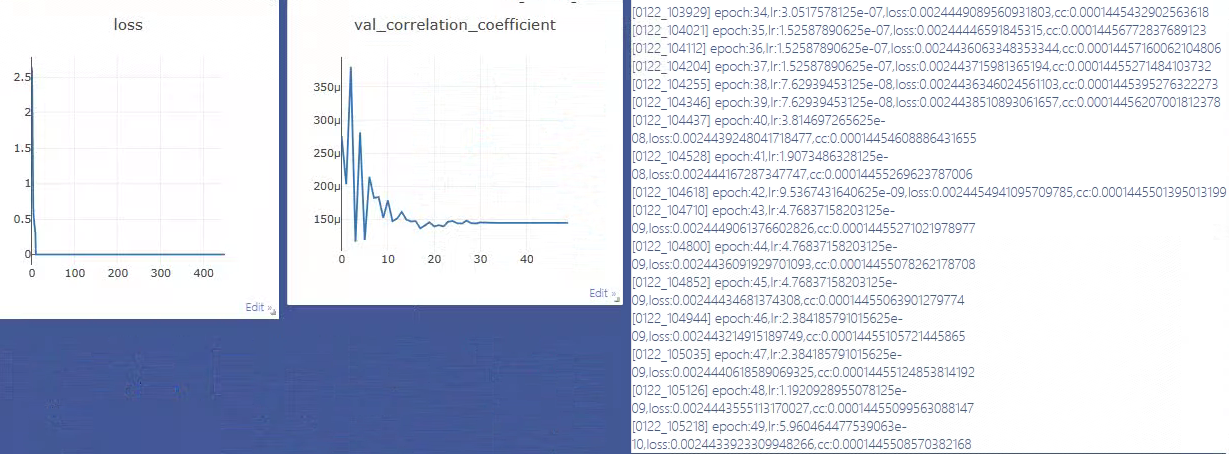 loss
2.5
2
1.5
1
0.5
0
0 100 200 300 400
Edit »
val_correlation_coefficient
350μ
300μ
250μ
200μ
150μ
0 10 20 30 40
Edit »
[0122_103929] epoch:34,lr:3.0517578125e-07,loss:0.0024449089560931803,cc:0.0001445432902563618
[0122_104021] epoch:35,lr:1.52587890625e-07,loss:0.00244446591845315,cc:0.00014456772837689123
[0122_104112] epoch:36,lr:1.52587890625e-07,loss:0.0024436063348353344,cc:0.00014457160062104806
[0122_104204] epoch:37,lr:1.52587890625e-07,loss:0.002443715981365194,cc:0.00014455271484103732
[0122_104255] epoch:38,lr:7.62939453125e-08,loss:0.0024436346024561103,cc:0.00014455395276322273
[0122_104346] epoch:39,lr:7.62939453125e-08,loss:0.0024438510893061657,cc:0.00014456207001812378
[0122_104437] epoch:40,lr:3.814697265625e-
08,loss:0.0024439248041718477,cc:0.00014454608886431655
[0122_104528] epoch:41,lr:1.9073486328125e-
08,loss:0.002444167287347747,cc:0.00014455269623787006
[0122_104618] epoch:42,lr:9.5367431640625e-09,loss:0.0024454941095709785,cc:0.0001445501395013199
[0122_104710] epoch:43,lr:4.76837158203125e-
09,loss:0.0024449061376602826,cc:0.00014455271021978977
[0122_104800] epoch:44,lr:4.76837158203125e-
09,loss:0.0024436091929701093,cc:0.00014455078262178708
[0122_104852] epoch:45,lr:4.76837158203125e-
09,loss:0.00244434681374308,cc:0.00014455063901279774
[0122_104944] epoch:46,lr:2.384185791015625e-
09,loss:0.002443214915189749,cc:0.00014455105721445865
[0122_105035] epoch:47,lr:2.384185791015625e-
09,loss:0.0024440618589069325,cc:0.00014455124853814192
[0122_105126] epoch:48,lr:1.1920928955078125e-
09,loss:0.0024443555113170027,cc:0.00014455099563088147
[0122_105218] epoch:49,lr:5.960464477539063e-
10,loss:0.0024433923309948266,cc:0.0001445508570382168